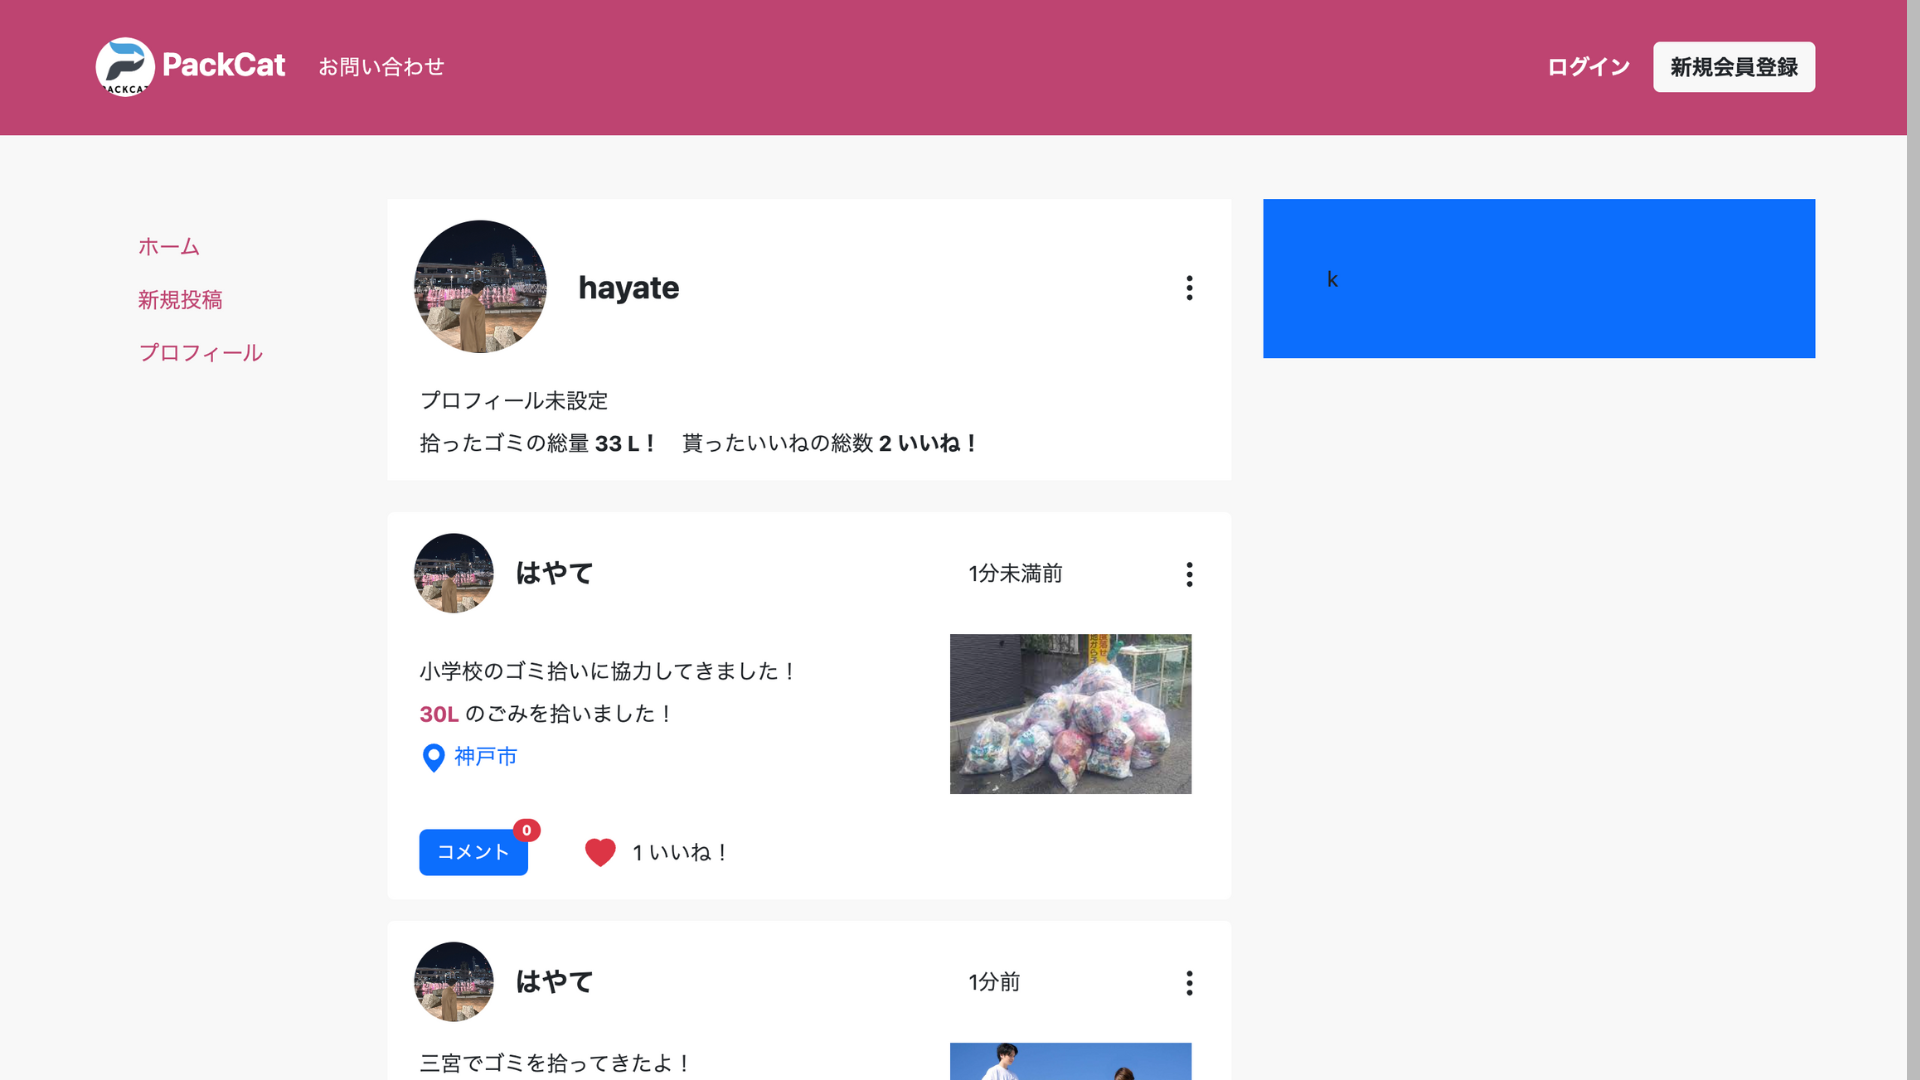 PACKCAT
PackCat
お問い合わせ
ログイン
新規会員登録
ホーム
新規投稿
プロフィール
hayate
k
プロフィール未設定
拾ったゴミの総量 33 L！ 貰ったいいねの総数 2 いいね！
はやて
1分未満前
小学校のゴミ拾いに協力してきました！
30L のごみを拾いました！
神戸市
コメント
0
1 いいね！
はやて
1分前
三宮でゴミを拾ってきたよ！